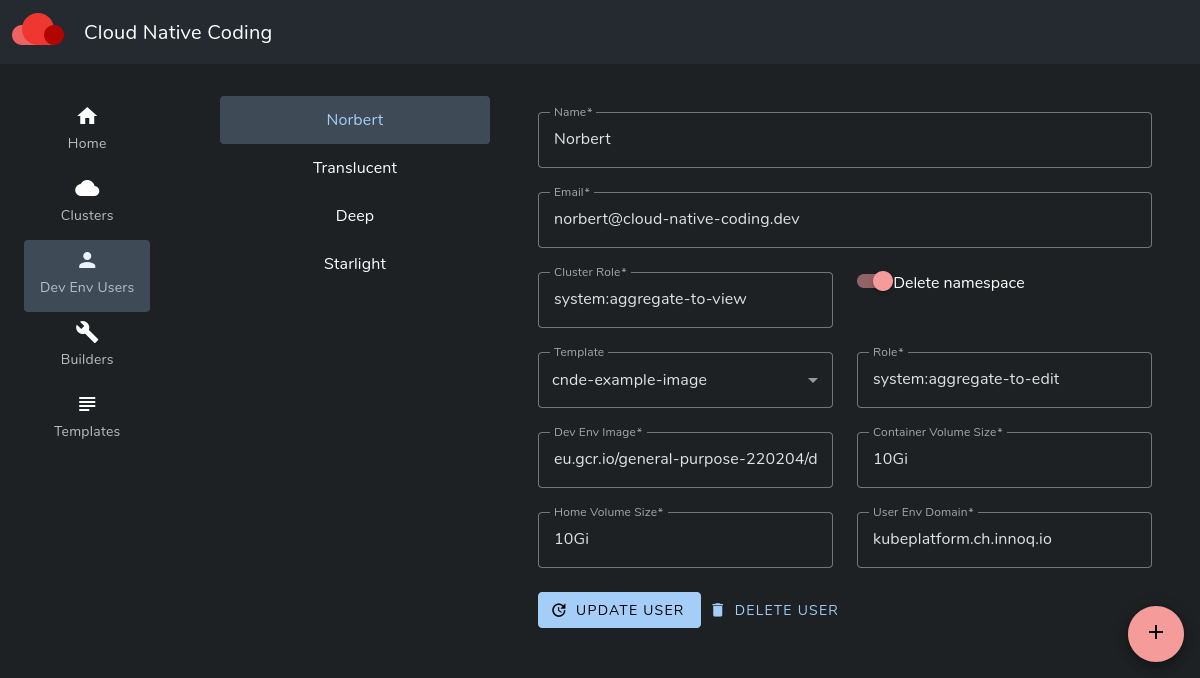 Cloud Native Coding
Home
Clusters
Dev Env Users
Builders
Templates
Norbert
Translucent
Deep
Starlight
Name*
Norbert
Email*
norbert@cloud-native-coding.dev
Cluster Role*
system:aggregate-to-view
Delete namespace
Template
cnde-example-image
Role*
system:aggregate-to-edit
Dev Env Image*
eu.gcr.io/general-purpose-220204/d
Container Volume Size*
10Gi
Home Volume Size*
10Gi
User Env Domain*
kubeplatform.ch.innoq.io
UPDATE USER
DELETE USER